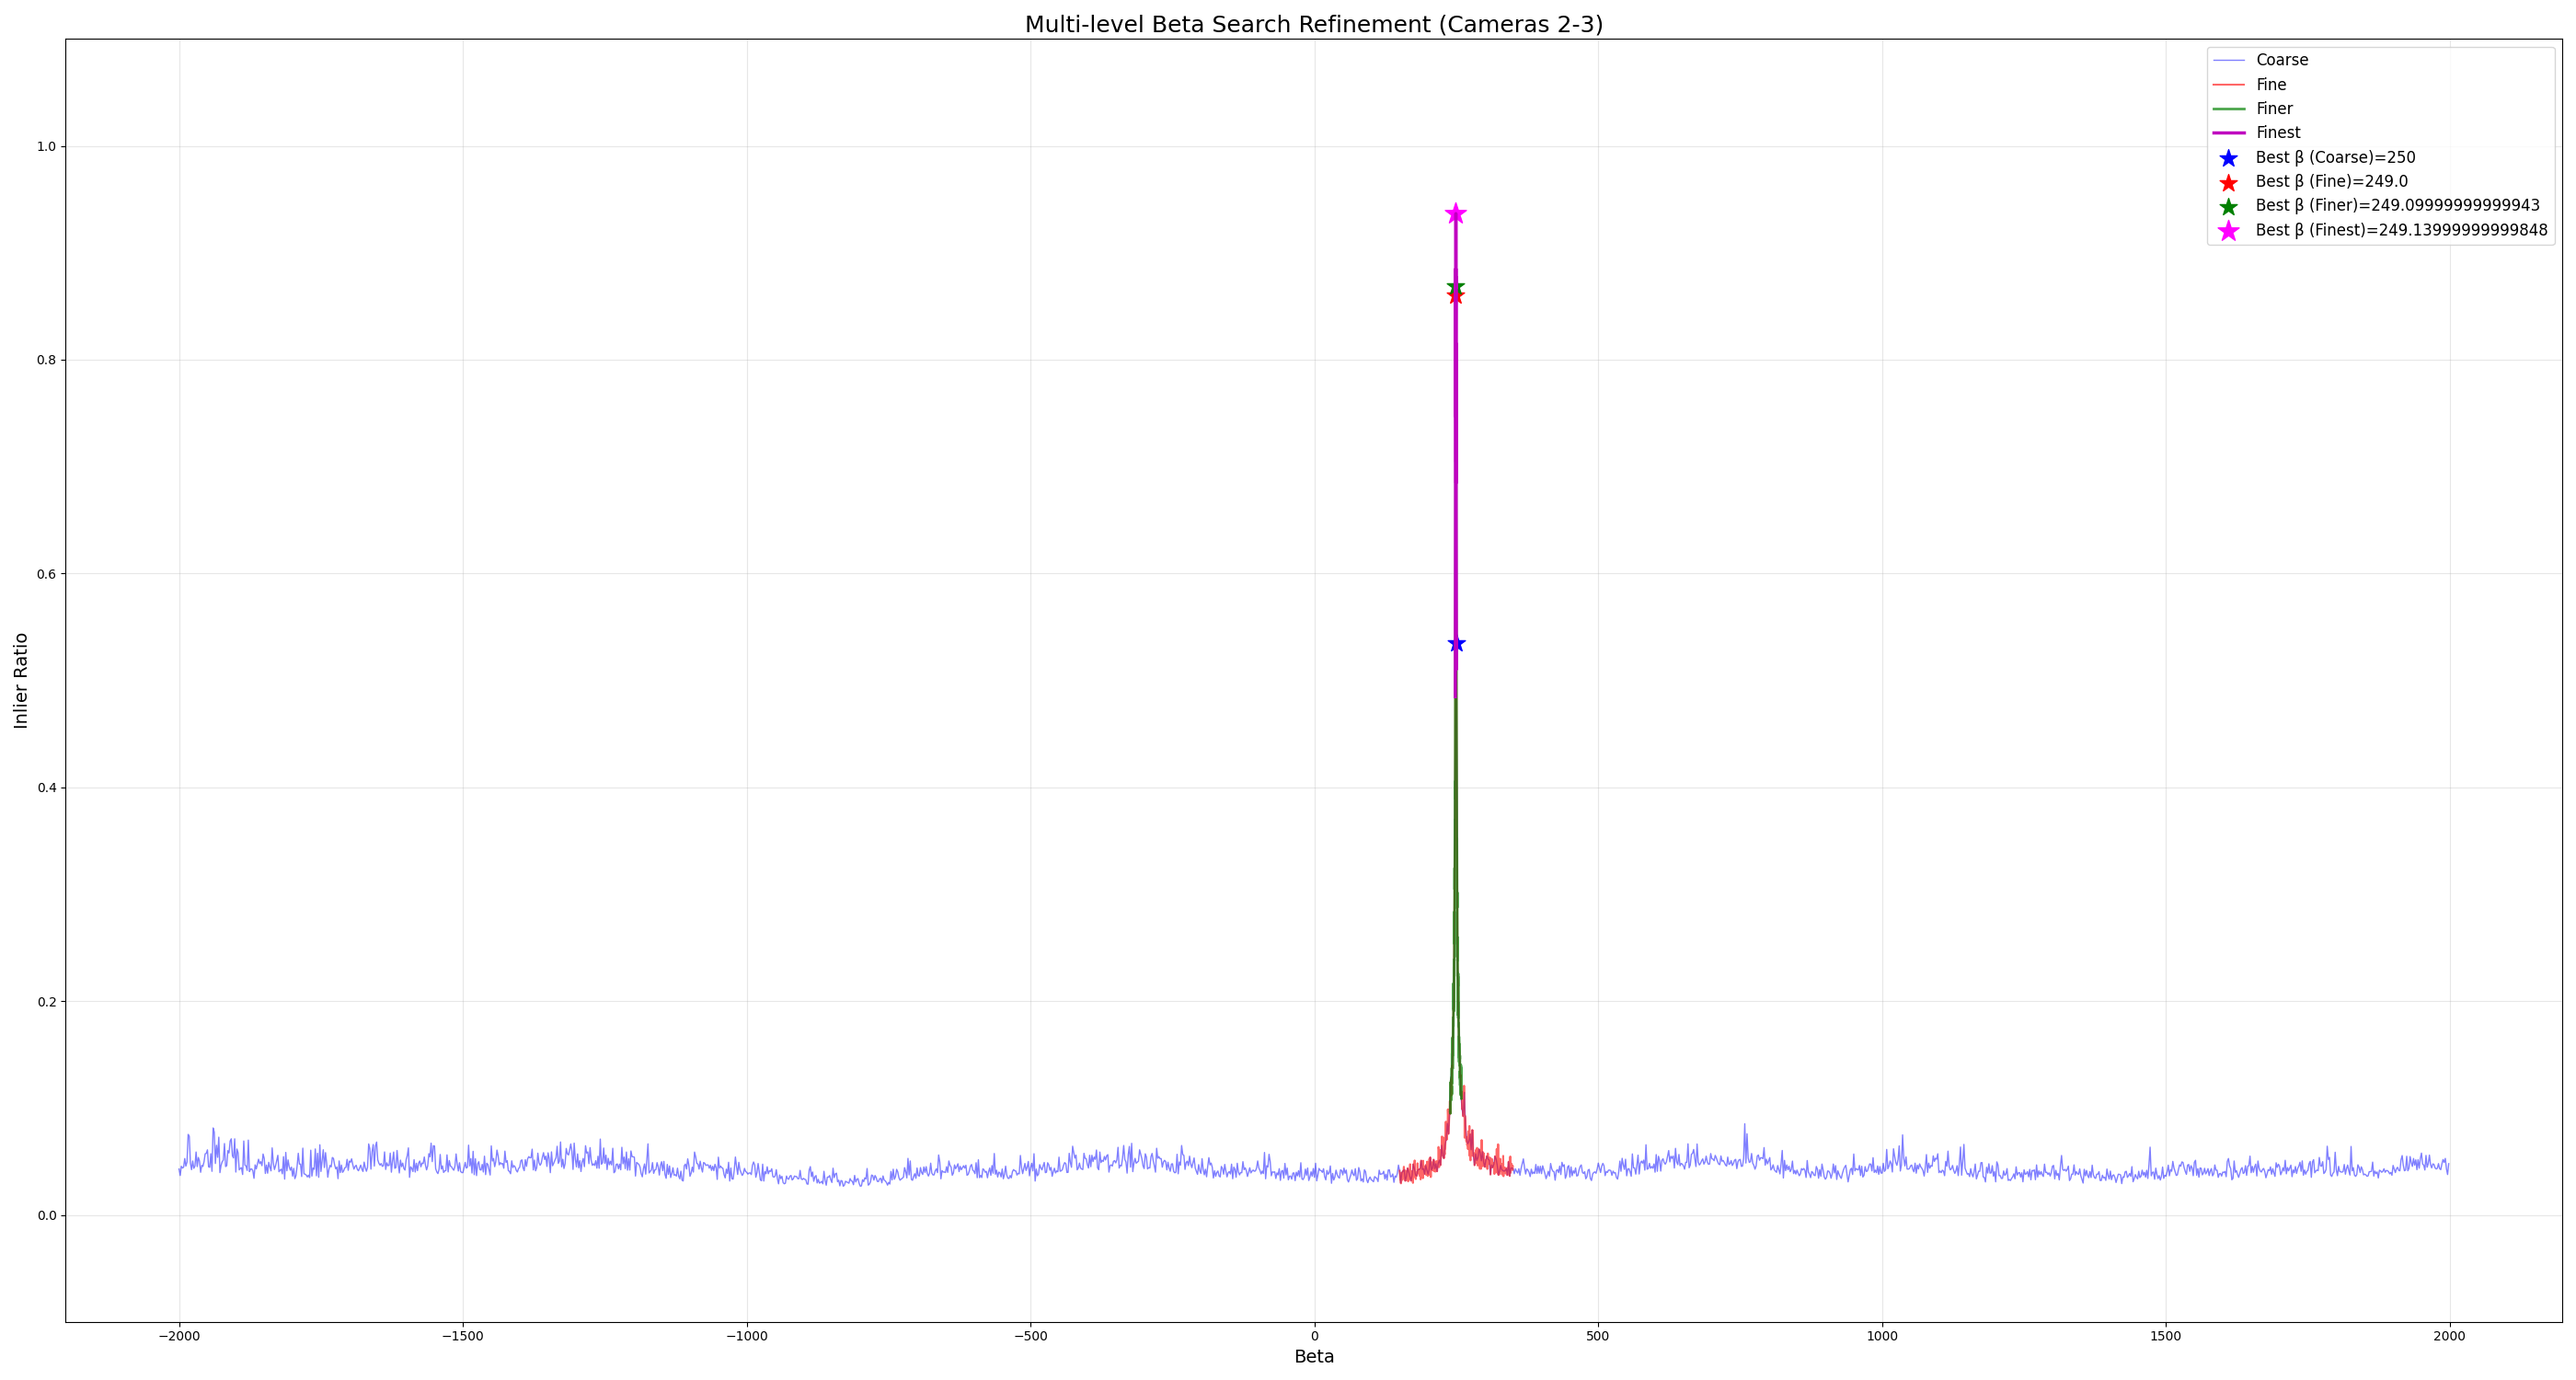 Multi-level Beta Search Refinement (Cameras 2-3)
Coarse
Fine
Finer
Finest
Best β (Coarse)=250
Best β (Fine)=249.0
Best β (Finer)=249.09999999999943
Best β (Finest)=249.13999999999848
1.0
0.8
0.6
0.4
0.2
0.0
Inlier Ratio
−2000 −1500 −1000 −500 0 500 1000 1500 2000
Beta